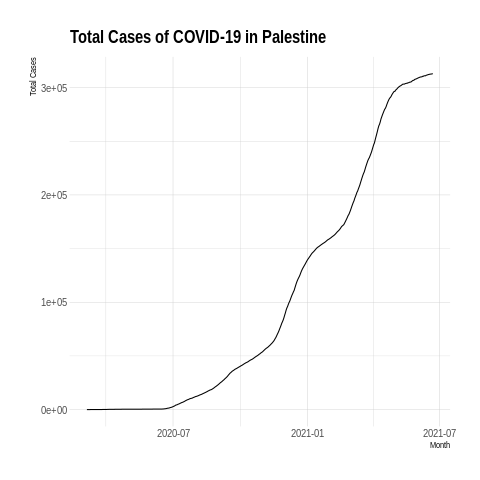 Total Cases of COVID-19 in Palestine
Total Cases
3e+05
2e+05
1e+05
0e+00
2020-07
2021-01
2021-07
Month